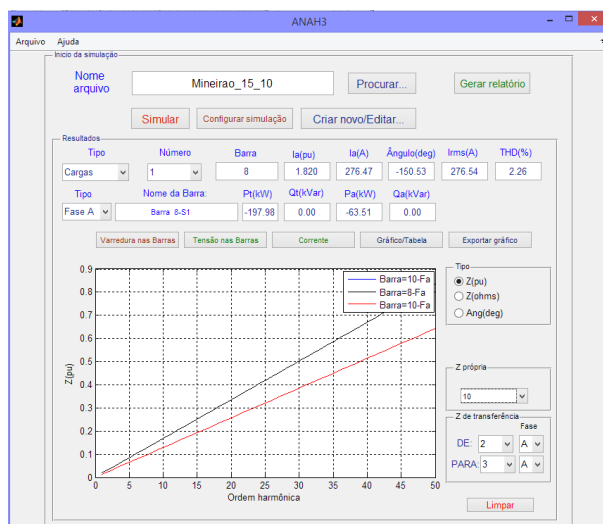 ANAH3
Arquivo Ajuda
Inicio da simulação
Nome arquivo
Mineirao_15_10
Procurar...
Gerar relatório
Simular
Configurar simulação
Criar novo/Editar...
Resultados
Tipo Número Barra Ia(pu) Ia(A) Ângulo(deg) Irms(A) THD(%)
Cargas 1 8 1.820 276.47 -150.53 276.54 2.26
Tipo Nome da Barra: Pt(kW) Qt(kVar) Pa(kW) Qa(kVar)
Fase A Barra 8-S1 -197.98 0.00 -63.51 0.00
Varredura nas Barras Tensão nas Barras Corrente Gráfico/Tabela Exportar gráfico
0.9
0.8
0.7
0.6
0.5
0.4
0.3
0.2
0.1
0
Z(pu)
Barra=10-Fa
Barra=8-Fa
Barra=10-Fa
0 5 10 15 20 25 30 35 40 45 50
Ordem harmônica
Tipo
Z(pu)
Z(ohms)
Ang(deg)
Z própria
10
Z de transferência
Fase
DE: 2 A
PARA: 3 A
Limpar